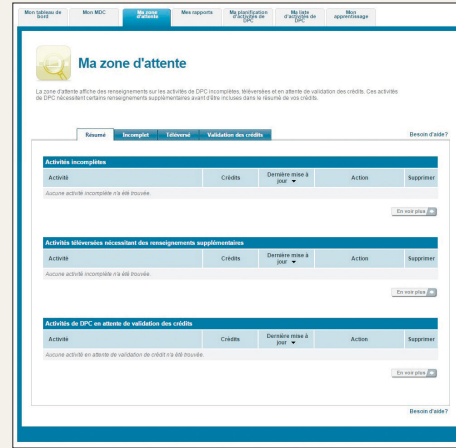 Mon tableau de bord
Mon MDC
Ma zone d'attente
Mes rapports
Ma planification d'activités de DPC
Ma liste d'activités de DPC
Mon apprentissage
Ma zone d'attente
La zone d'attente affiche des renseignements sur les activités de DPC incomplètes, téléversées et en attente de validation des crédits. Ces activités
de DPC nécessitent certains renseignements supplémentaires avant d'être incluses dans le résumé de vos crédits.
Résumé Incomplet Téléversé Validation des crédits Besoin d'aide?
Activités incomplètes
Activité Crédits Dernière mise à jour Action Supprimer
Aucune activité incomplète n'a été trouvée.
En voir plus
Activités téléversées nécessitant des renseignements supplémentaires
Activité Crédits Dernière mise à jour Action Supprimer
Aucune activité incomplète n'a été trouvée.
En voir plus
Activités de DPC en attente de validation des crédits
Activité Crédits Dernière mise à jour Action Supprimer
Aucune activité en attente de validation de crédit n'a été trouvée.
En voir plus
Besoin d'aide?